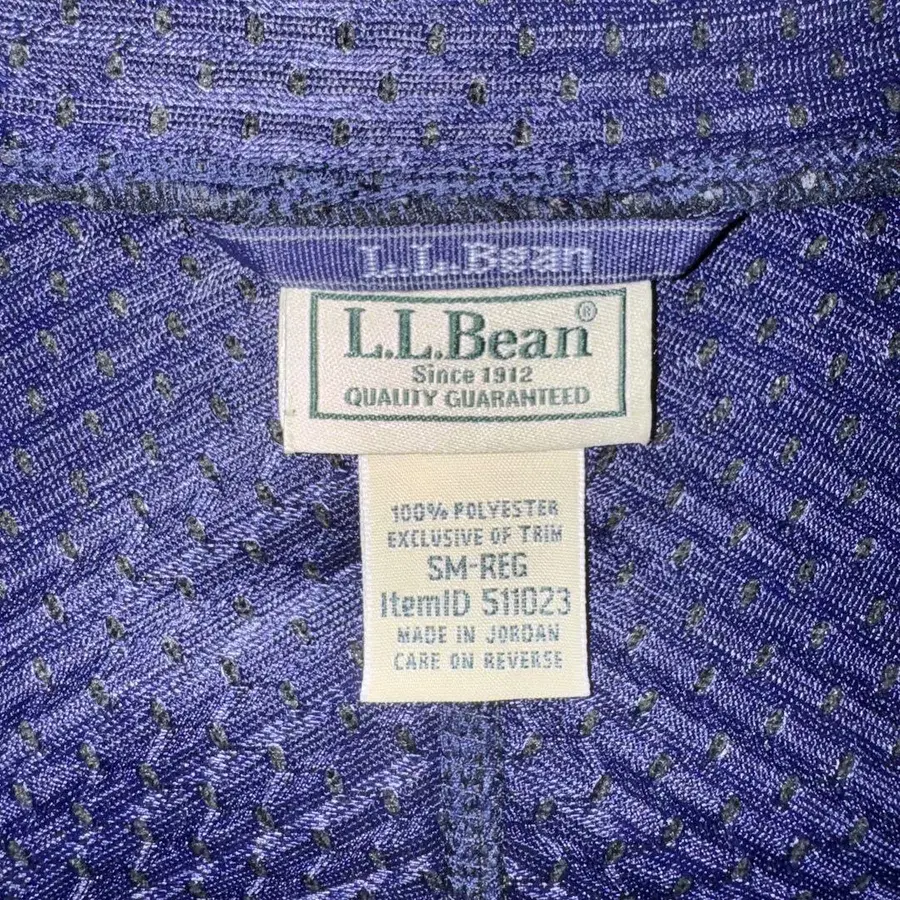 L.L.Bean
L.L.Bean®
Since 1912
QUALITY GUARANTEED
100% POLYESTER
EXCLUSIVE OF TRIM
SM-REG
ItemID 511023
MADE IN JORDAN
CARE ON REVERSE